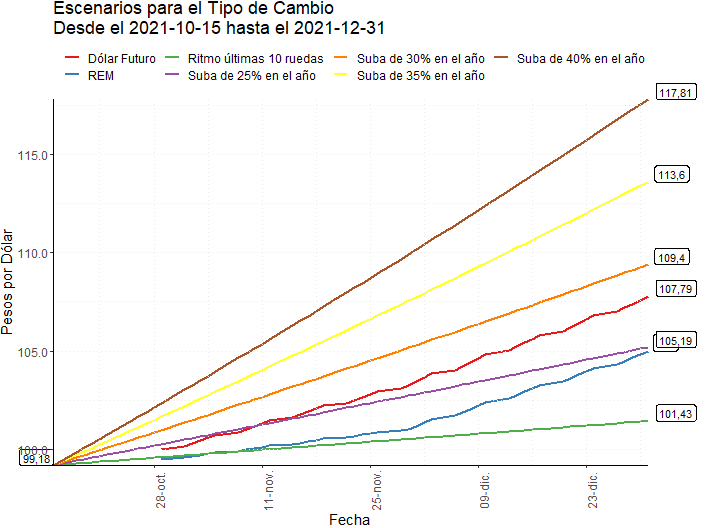 Escenarios para el Tipo de Cambio
Desde el 2021-10-15 hasta el 2021-12-31
Dólar Futuro
Ritmo últimas 10 ruedas
Suba de 30% en el año
Suba de 40% en el año
REM
Suba de 25% en el año
Suba de 35% en el año
117,81
115.0
113,6
110.0
109,4
107,79
105.0
105,19
101,43
100.0
99,18
Pesos por Dólar
28-oct.
11-nov.
25-nov.
09-dic.
23-dic.
Fecha